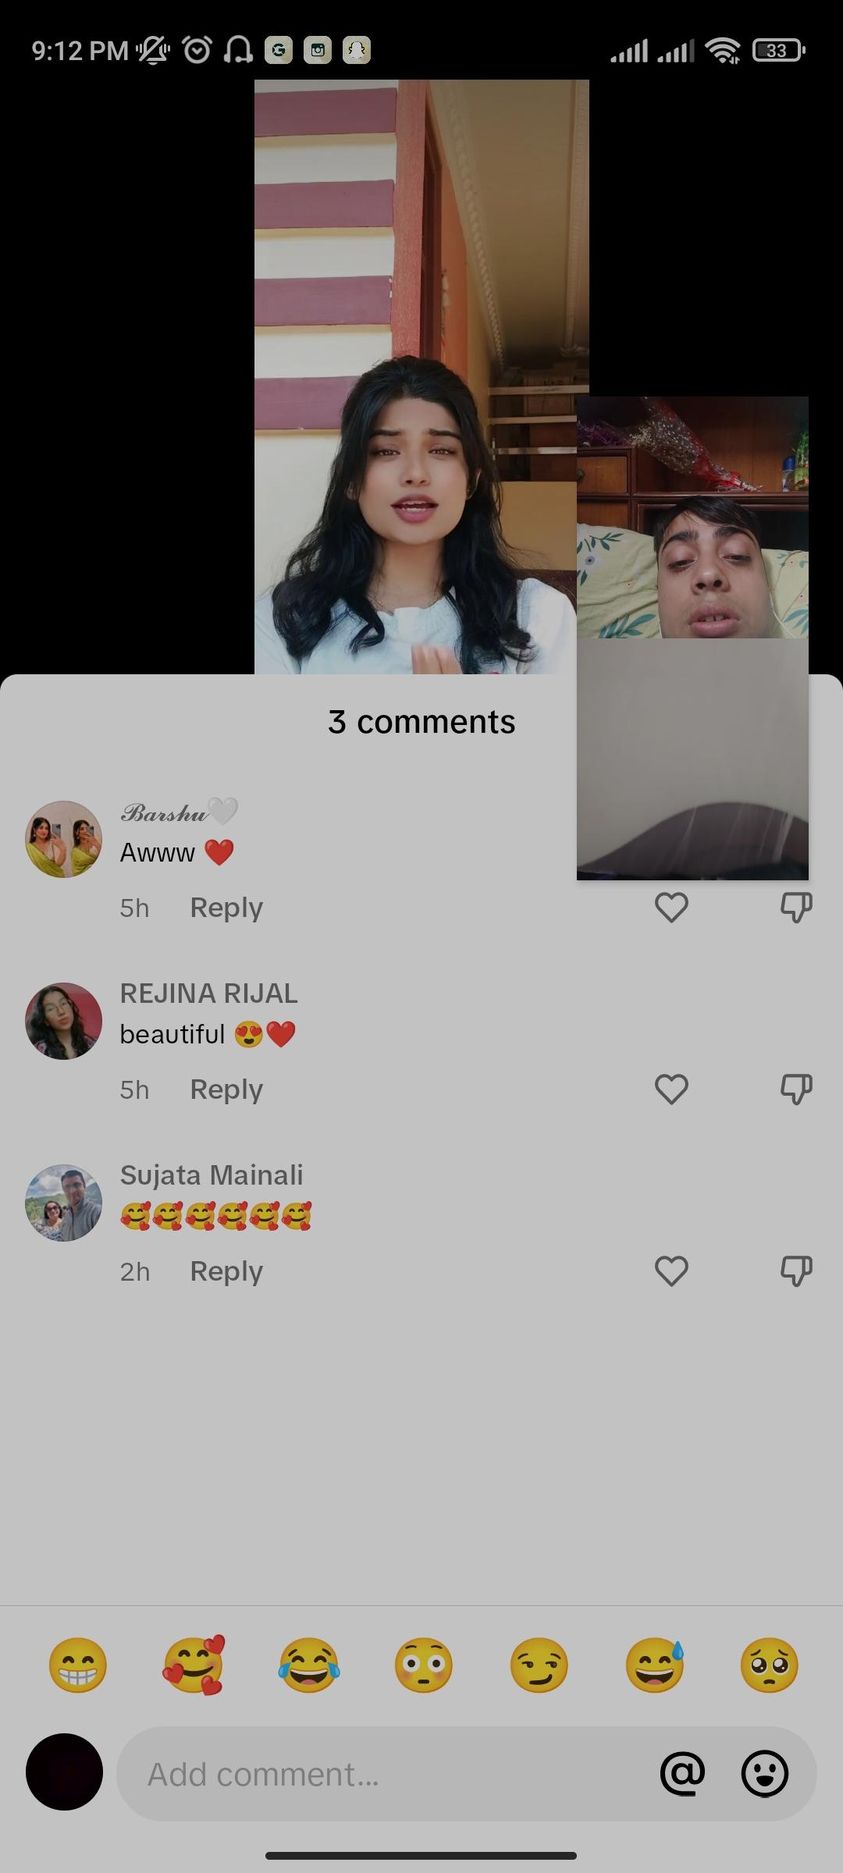 9:12 PM
33
3 comments
ℬ𝒶𝓇𝓈𝒽𝓊🤍
Awww ❤️
5h Reply
REJINA RIJAL
beautiful 😍❤️
5h Reply
Sujata Mainali
🥰🥰🥰🥰🥰🥰
2h Reply
😁 🥰 😂 😳 😏 😅 🥺
Add comment... @